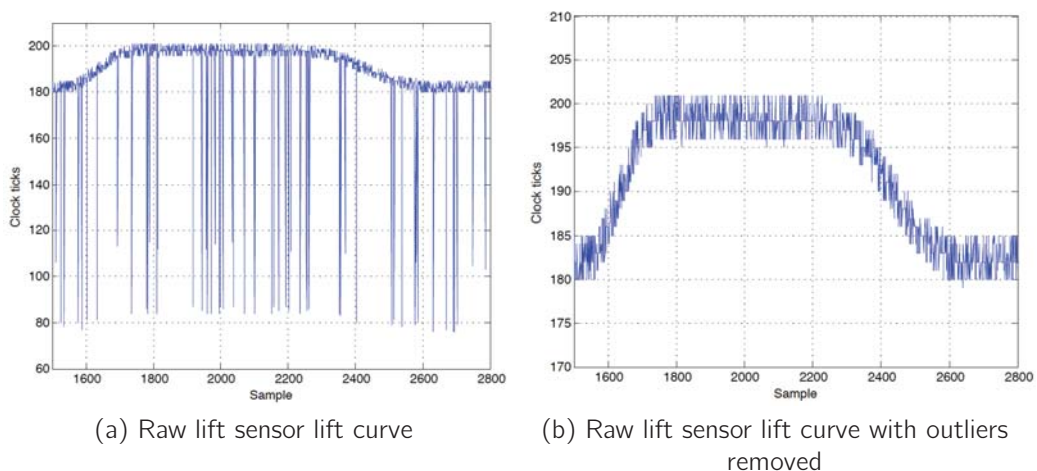 200
180
160
140
120
100
80
60
Clock ticks
1600 1800 2000 2200 2400 2600 2800
Sample
(a) Raw lift sensor lift curve
210
205
200
195
190
185
180
175
170
Clock ticks
1600 1800 2000 2200 2400 2600 2800
Sample
(b) Raw lift sensor lift curve with outliers
removed